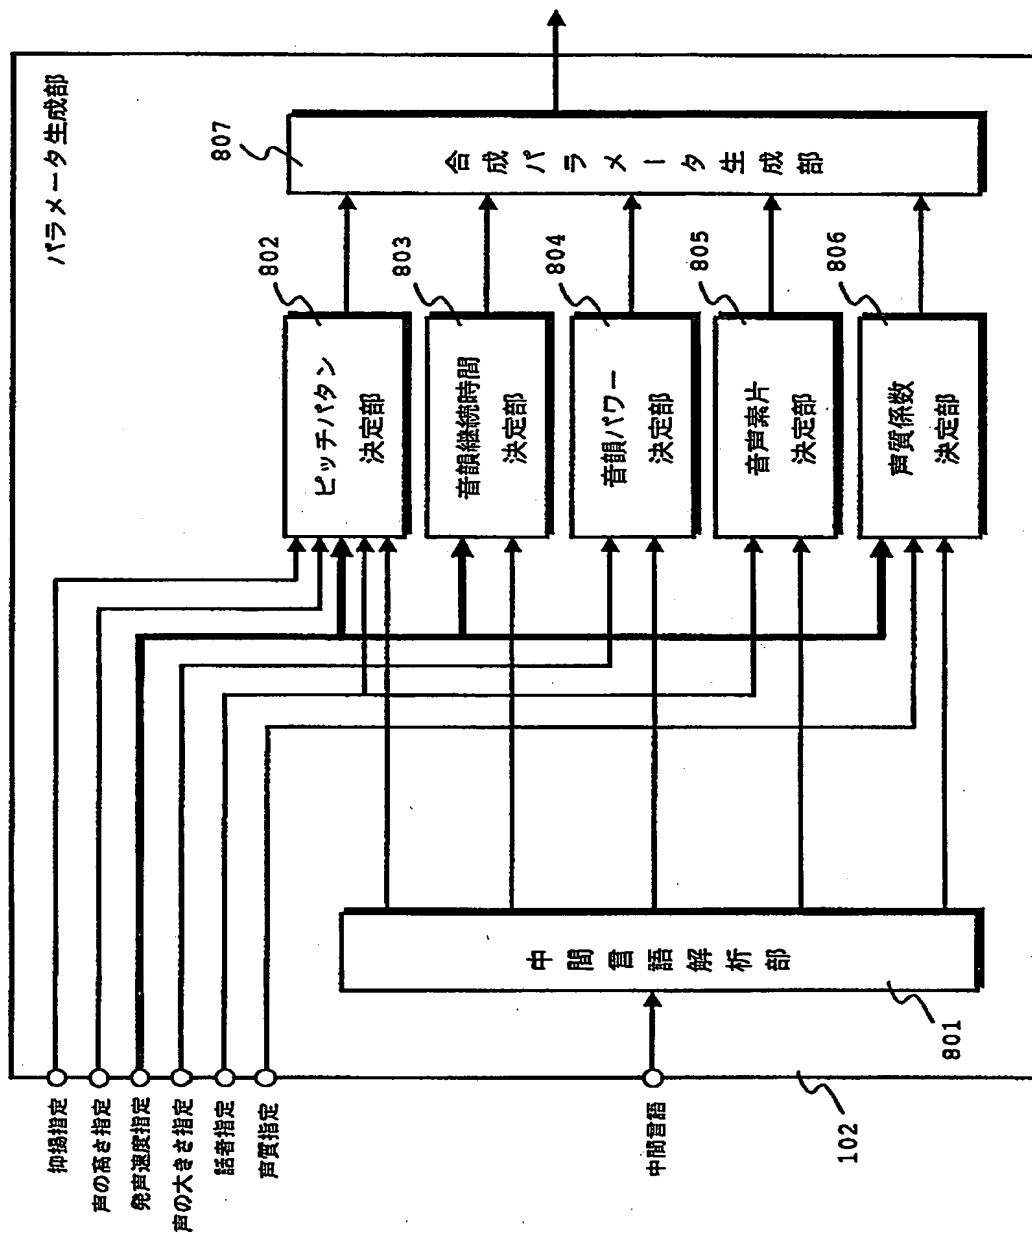 パラメータ生成部
抑揚指定
声の高さ指定
発声速度指定
声の大きさ指定
話者指定
声質指定
中間言語
102
中間言語解析部
801
ピッチパタン
決定部
802
音韻継続時間
決定部
803
音韻パワー
決定部
804
音声素片
決定部
805
声質係数
決定部
806
合成パラメータ生成部
807